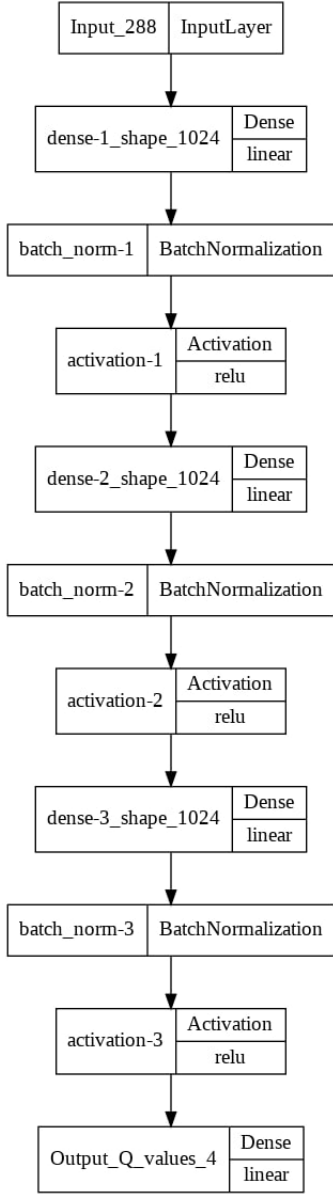 Input_288 InputLayer
dense-1_shape_1024 Dense
linear
batch_norm-1 BatchNormalization
activation-1 Activation
relu
dense-2_shape_1024 Dense
linear
batch_norm-2 BatchNormalization
activation-2 Activation
relu
dense-3_shape_1024 Dense
linear
batch_norm-3 BatchNormalization
activation-3 Activation
relu
Output_Q_values_4 Dense
linear